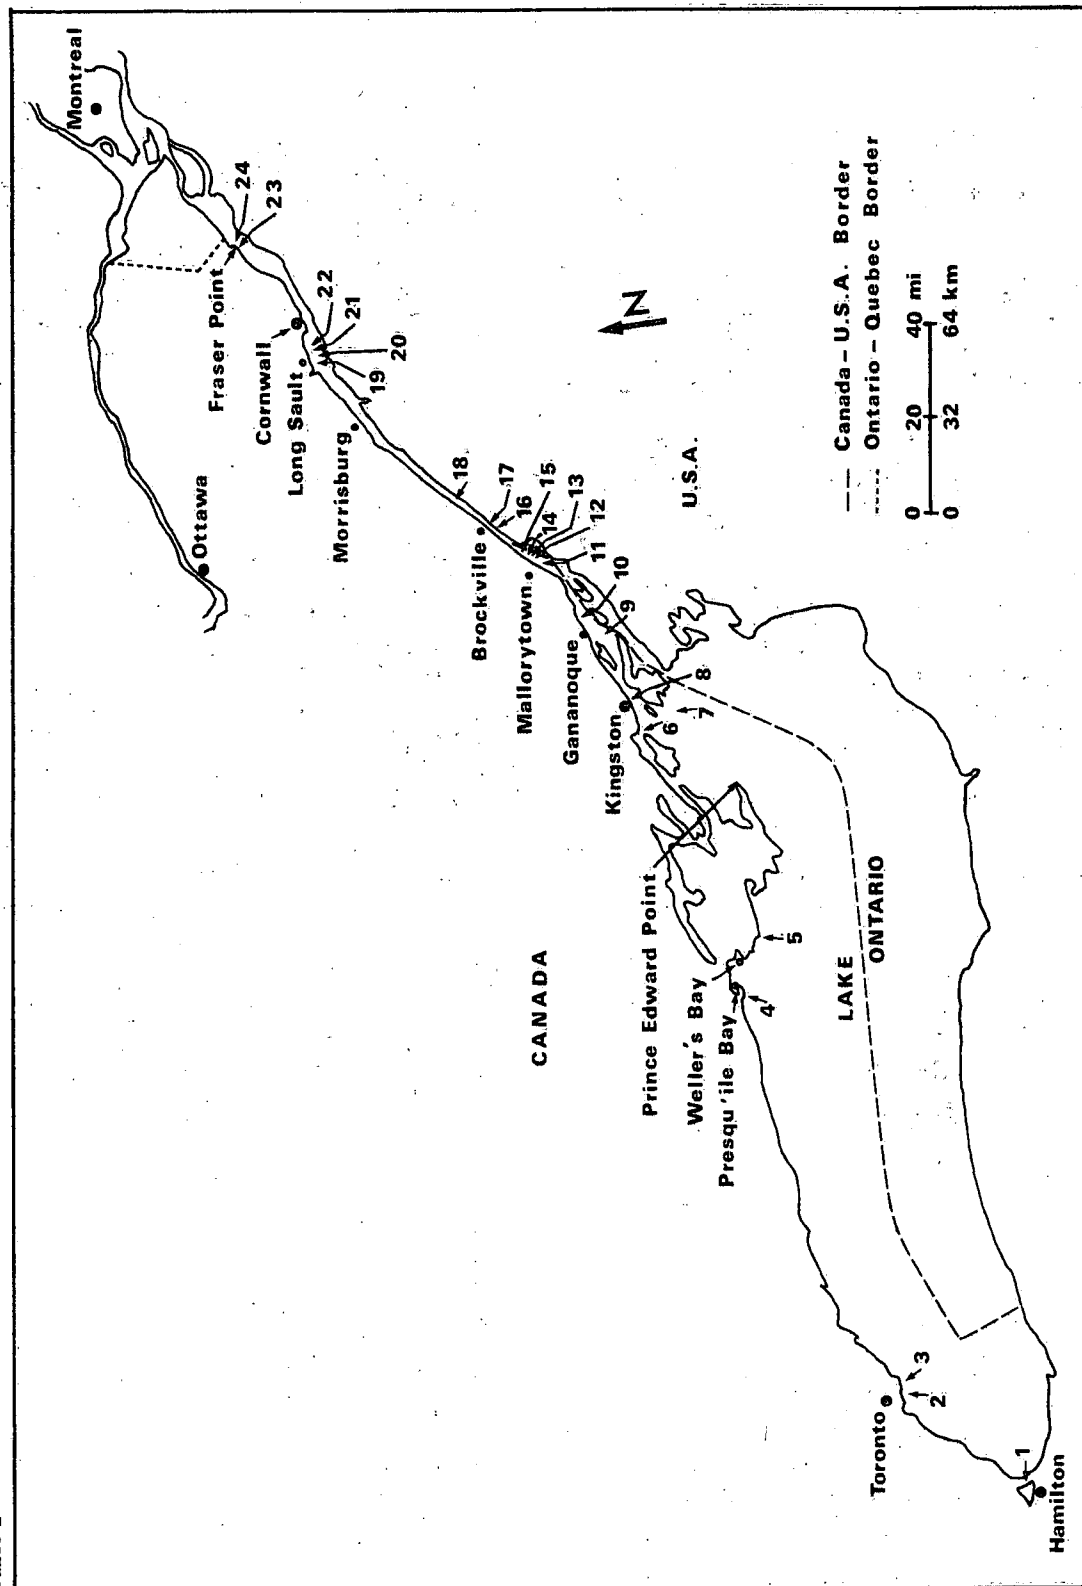 Montreal
24
23
Fraser Point
Cornwall
22
21
Long Sault
20
19
Morrisburg
Ottawa
18
17
Brockville
16
15
14
13
Mallorytown
12
11
10
Gananoque
9
8
Kingston
7
6
N
U.S.A.
Canada – U.S.A. Border
Ontario – Quebec Border
0 20 40 mi
0 32 64 km
Prince Edward Point
CANADA
5
Weller's Bay
4
Presqu'ile Bay
LAKE
ONTARIO
Toronto
3
2
1
Hamilton